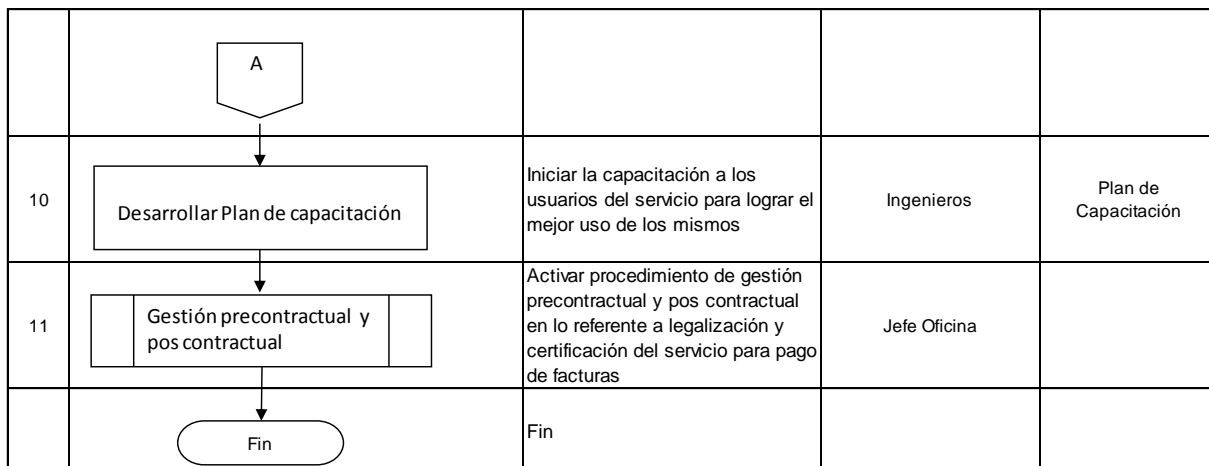 A
10
Desarrollar Plan de capacitación
Iniciar la capacitación a los
usuarios del servicio para lograr el
mejor uso de los mismos
Ingenieros
Plan de
Capacitación
11
Gestión precontractual y
pos contractual
Activar procedimiento de gestión
precontractual y pos contractual
en lo referente a legalización y
certificación del servicio para pago
de facturas
Jefe Oficina
Fin
Fin